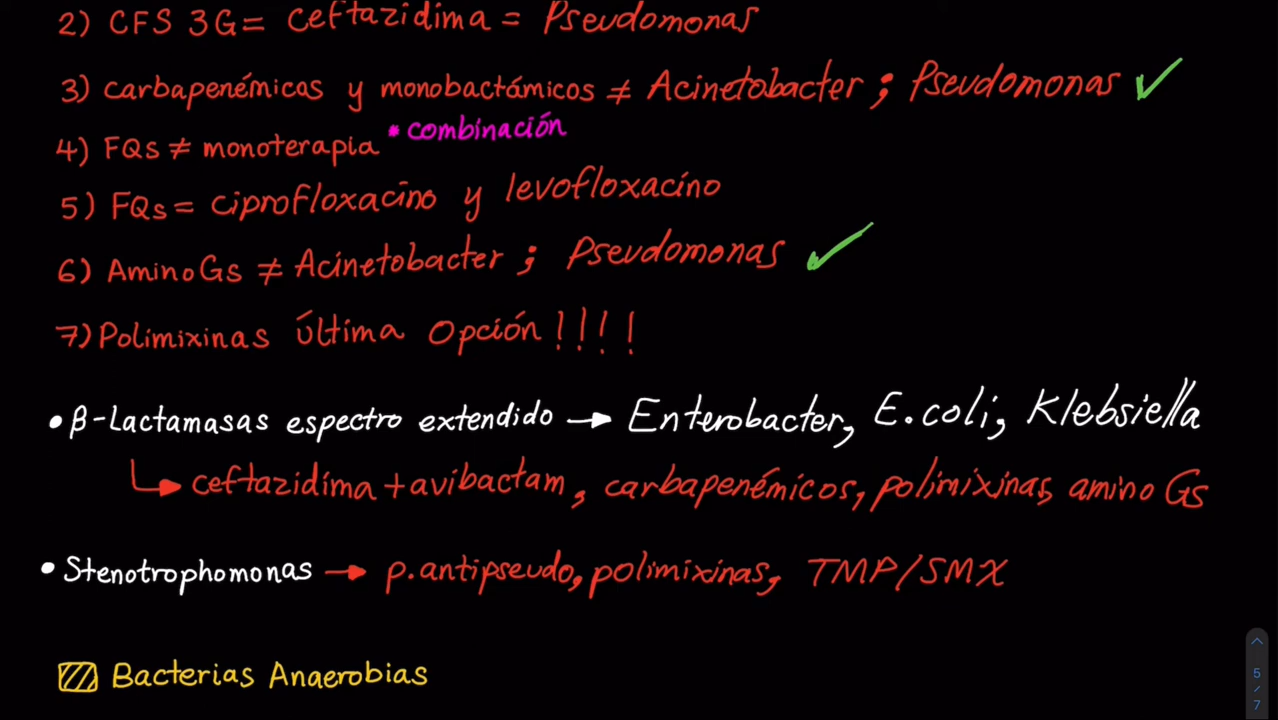 2) CFS 3G = Ceftazidima = Pseudomonas
3) carbapenémicos y monobactámicos ≠ Acinetobacter ; Pseudomonas ✓
* combinación
4) FQs ≠ monoterapia
5) FQs = ciprofloxacino y levofloxacino
6) Amino Gs ≠ Acinetobacter ; Pseudomonas ✓
7) Polimixinas última Opción !!!!
• β-Lactamasas espectro extendido → Enterobacter, E.coli, Klebsiella
↳ ceftazidima + avibactam, carbapenémicos, polimixinas, amino Gs
• Stenotrophomonas → p.antipseudo, polimixinas, TMP/SMX
Bacterias Anaerobias
5
/
7